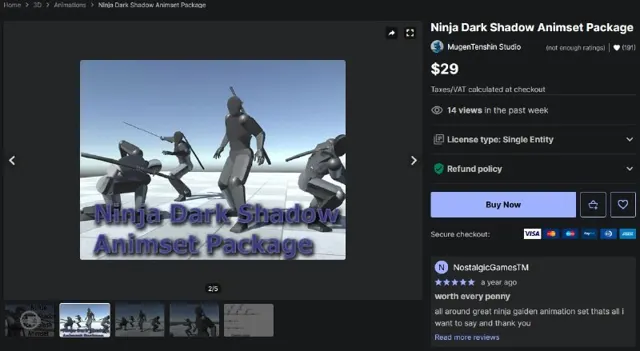 Home > 3D > Animations > Ninja Dark Shadow Animset Package
Ninja Dark Shadow Animset Package
MugenTenshin Studio
(not enough ratings) | (191)
$29
Taxes/VAT calculated at checkout
14 views in the past week
License type: Single Entity
Refund policy
Buy Now
Secure checkout:
VISA
Ninja Dark Shadow
Animset Package
2/5
N NostalgicGamesTM
a year ago
worth every penny
all around great ninja gaiden animation set thats all i
want to say and thank you
Read more reviews